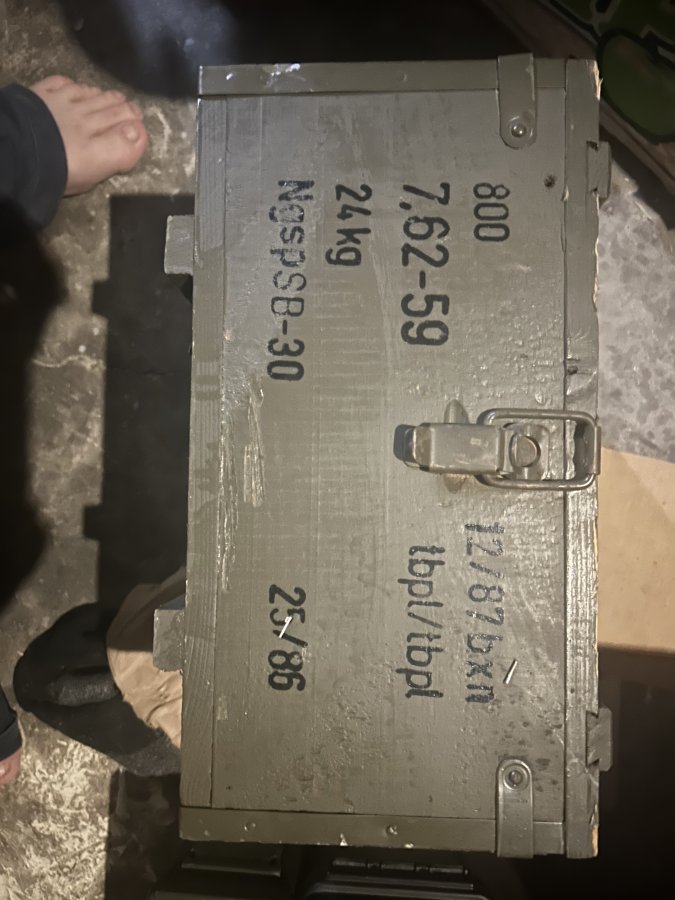 800 12/87 bxn
7,62-59 tbpl/tbpl
24 kg
NgspSB-30 25/86